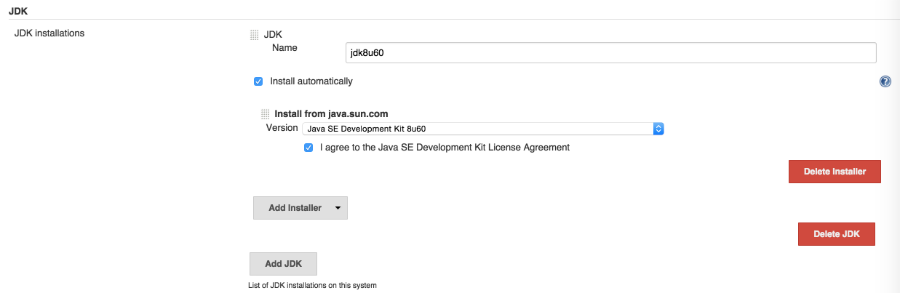 JDK
JDK installations
JDK
Name
jdk8u60
Install automatically
?
Install from java.sun.com
Version Java SE Development Kit 8u60
I agree to the Java SE Development Kit License Agreement
Delete Installer
Add Installer
Delete JDK
Add JDK
List of JDK installations on this system